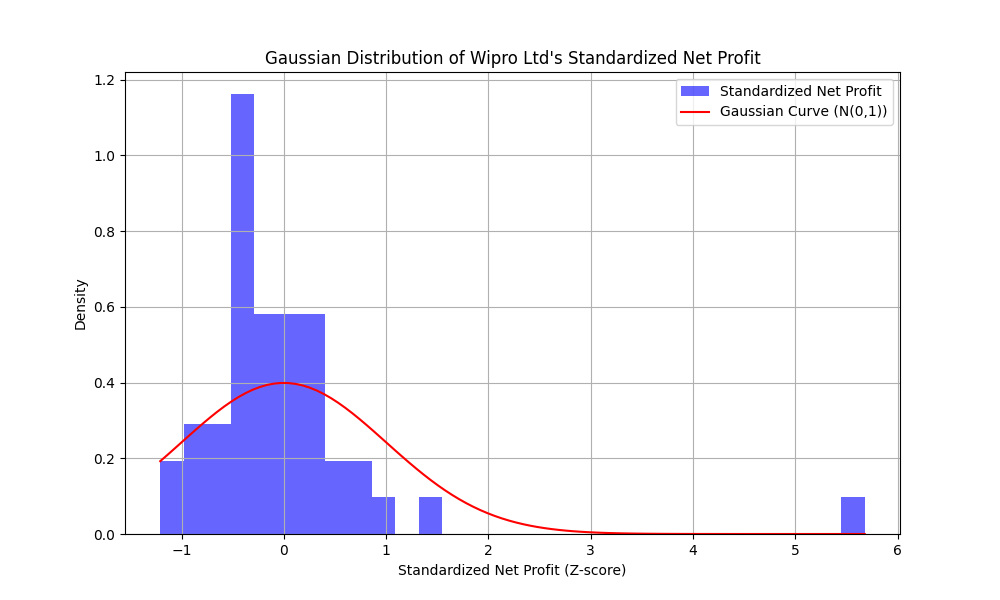 Gaussian Distribution of Wipro Ltd's Standardized Net Profit
Standardized Net Profit
Gaussian Curve (N(0,1))
Density
1.2
1.0
0.8
0.6
0.4
0.2
0.0
−1 0 1 2 3 4 5 6
Standardized Net Profit (Z-score)